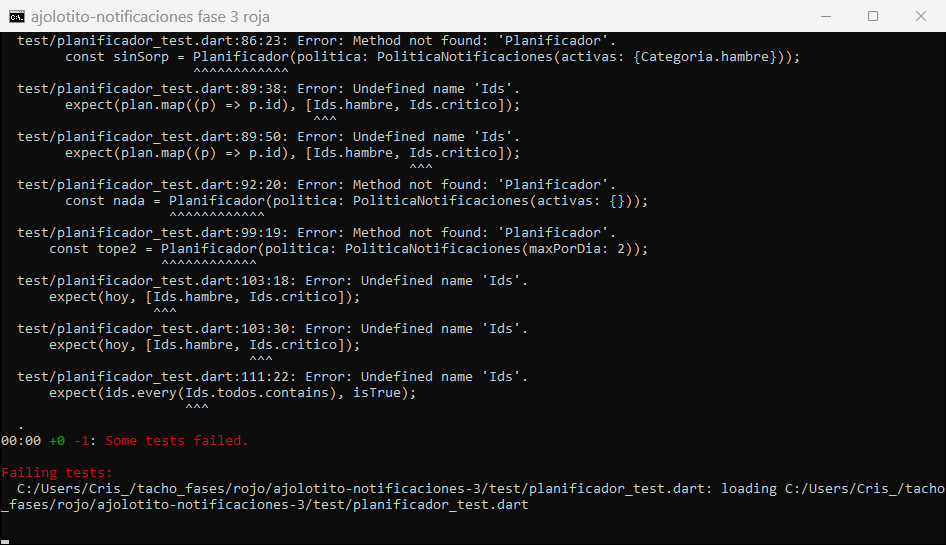 ajolotito-notificaciones fase 3 roja
test/planificador_test.dart:86:23: Error: Method not found: 'Planificador'.
const sinSorp = Planificador(politica: PoliticaNotificaciones(activas: {Categoria.hambre}));
^^^^^^^^^^^^
test/planificador_test.dart:89:38: Error: Undefined name 'Ids'.
expect(plan.map((p) => p.id), [Ids.hambre, Ids.critico]);
^^^
test/planificador_test.dart:89:50: Error: Undefined name 'Ids'.
expect(plan.map((p) => p.id), [Ids.hambre, Ids.critico]);
^^^
test/planificador_test.dart:92:20: Error: Method not found: 'Planificador'.
const nada = Planificador(politica: PoliticaNotificaciones(activas: {}));
^^^^^^^^^^^^
test/planificador_test.dart:99:19: Error: Method not found: 'Planificador'.
const tope2 = Planificador(politica: PoliticaNotificaciones(maxPorDia: 2));
^^^^^^^^^^^^
test/planificador_test.dart:103:18: Error: Undefined name 'Ids'.
expect(hoy, [Ids.hambre, Ids.critico]);
^^^
test/planificador_test.dart:103:30: Error: Undefined name 'Ids'.
expect(hoy, [Ids.hambre, Ids.critico]);
^^^
test/planificador_test.dart:111:22: Error: Undefined name 'Ids'.
expect(ids.every(Ids.todos.contains), isTrue);
^^^
.
00:00 +0 -1: Some tests failed.
Failing tests:
C:/Users/Cris_/tacho_fases/rojo/ajolotito-notificaciones-3/test/planificador_test.dart: loading C:/Users/Cris_/tacho
_fases/rojo/ajolotito-notificaciones-3/test/planificador_test.dart